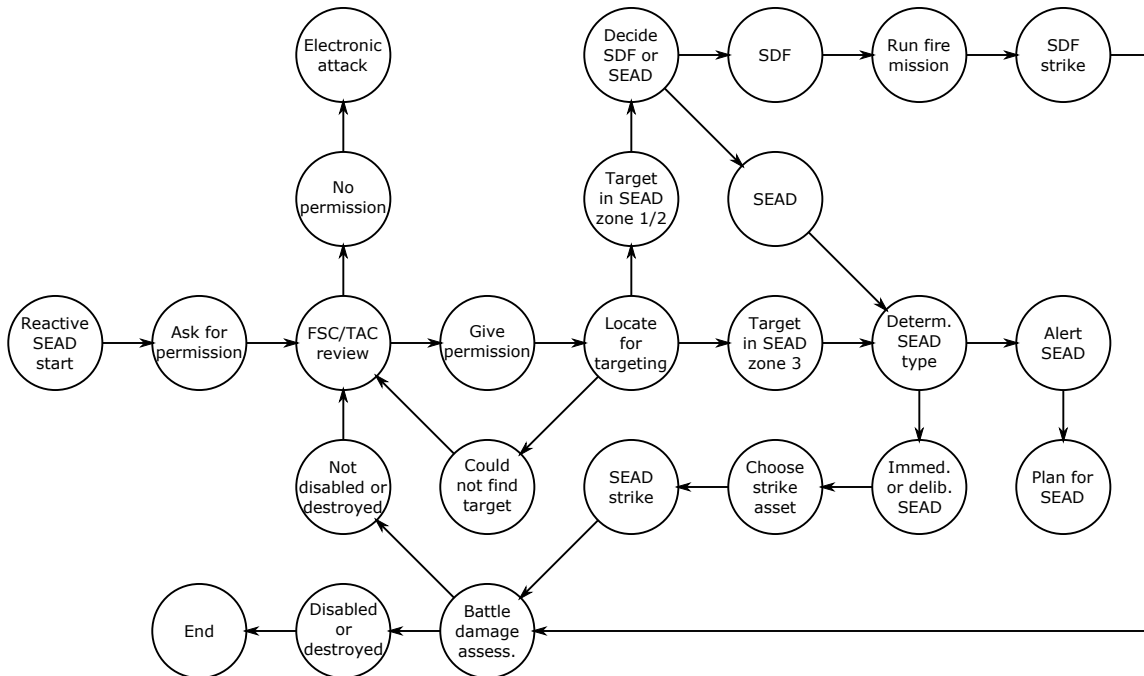 Electronic
attack
Decide
SDF or
SEAD
SDF
Run fire
mission
SDF
strike
No
permission
Target
in SEAD
zone 1/2
SEAD
Reactive
SEAD
start
Ask for
permission
FSC/TAC
review
Give
permission
Locate
for
targeting
Target
in SEAD
zone 3
Determ.
SEAD
type
Alert
SEAD
Not
disabled or
destroyed
Could
not find
target
SEAD
strike
Choose
strike
asset
Immed.
or delib.
SEAD
Plan for
SEAD
End
Disabled
or
destroyed
Battle
damage
assess.